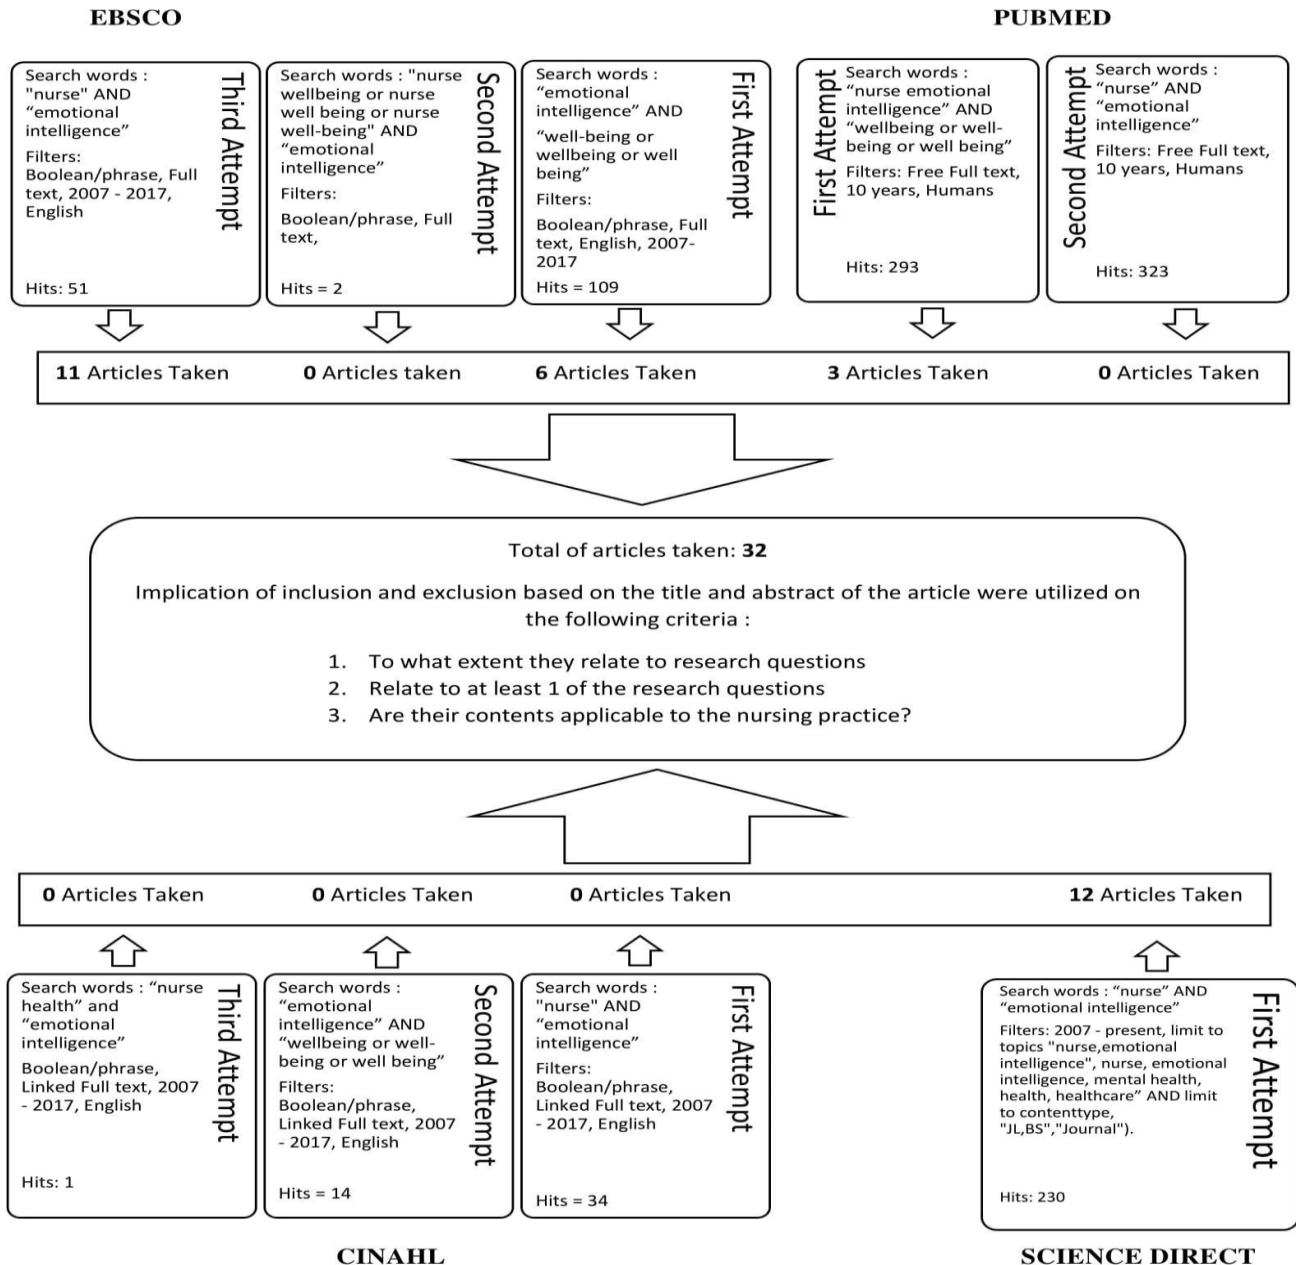 EBSCO
PUBMED
Third Attempt
Search words :
"nurse" AND
“emotional
intelligence”
Filters:
Boolean/phrase, Full
text, 2007 - 2017,
English
Hits: 51
Second Attempt
Search words : "nurse
wellbeing or nurse
well being or nurse
well-being" AND
“emotional
intelligence”
Filters:
Boolean/phrase, Full
text,
Hits = 2
First Attempt
Search words :
“emotional
intelligence” AND
“well-being or
wellbeing or well
being”
Filters:
Boolean/phrase, Full
text, English, 2007-
2017
Hits = 109
First Attempt
Search words :
“nurse emotional
intelligence” AND
“wellbeing or well-
being or well being”
Filters: Free Full text,
10 years, Humans
Hits: 293
Second Attempt
Search words :
“nurse” AND
“emotional
intelligence”
Filters: Free Full text,
10 years, Humans
Hits: 323
11 Articles Taken
0 Articles taken
6 Articles Taken
3 Articles Taken
0 Articles Taken
Total of articles taken: 32
Implication of inclusion and exclusion based on the title and abstract of the article were utilized on
the following criteria :
1. To what extent they relate to research questions
2. Relate to at least 1 of the research questions
3. Are their contents applicable to the nursing practice?
0 Articles Taken
0 Articles Taken
0 Articles Taken
12 Articles Taken
Third Attempt
Search words : “nurse
health” and
“emotional
intelligence”
Boolean/phrase,
Linked Full text, 2007
- 2017, English
Hits: 1
Second Attempt
Search words :
“emotional
intelligence” AND
“wellbeing or well-
being or well being”
Filters:
Boolean/phrase,
Linked Full text, 2007
- 2017, English
Hits = 14
First Attempt
Search words :
"nurse" AND
“emotional
intelligence”
Filters:
Boolean/phrase,
Linked Full text, 2007
- 2017, English
Hits = 34
First Attempt
Search words : “nurse” AND
“emotional intelligence”
Filters: 2007 - present, limit to
topics "nurse,emotional
intelligence", nurse, emotional
intelligence, mental health,
health, healthcare” AND limit
to contenttype,
"JL,BS","Journal").
Hits: 230
CINAHL
SCIENCE DIRECT